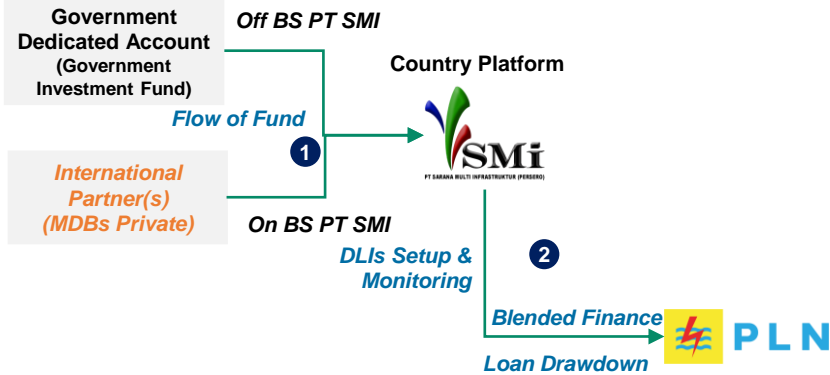 Government
Dedicated Account
(Government
Investment Fund)
Off BS PT SMI
Country Platform
Flow of Fund
1
SMi
PT SARANA MULTI INFRASTRUKTUR (PERSERO)
International
Partner(s)
(MDBs Private)
On BS PT SMI
DLIs Setup &
Monitoring
2
Blended Finance
PLN
Loan Drawdown